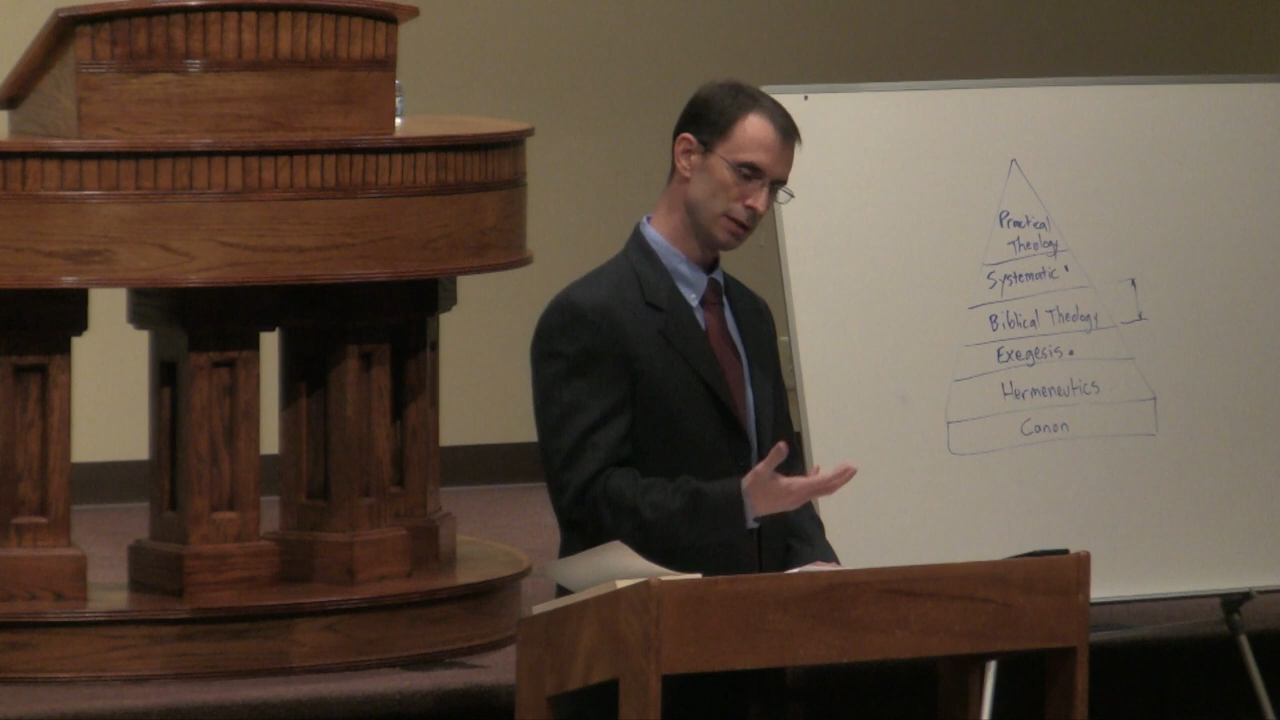 Practical
Theology
Systematic
Biblical Theology
Exegesis
Hermeneutics
Canon